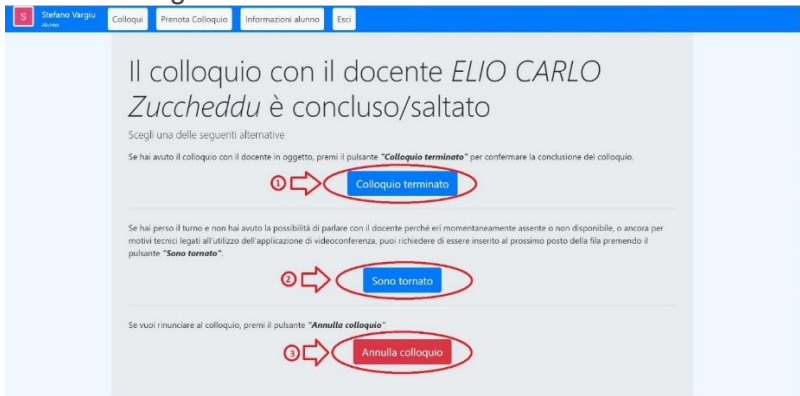 S
Stefano Vargiu
Alunno
Colloqui
Prenota Colloquio
Informazioni alunno
Esci
Il colloquio con il docente ELIO CARLO
Zuccheddu è concluso/saltato
Scegli una delle seguenti alternative
Se hai avuto il colloquio con il docente in oggetto, premi il pulsante "Colloquio terminato" per confermare la conclusione del colloquio.
1
Colloquio terminato
Se hai perso il turno e non hai avuto la possibilità di parlare con il docente perché eri momentaneamente assente o non disponibile, o ancora per
motivi tecnici legati all'utilizzo dell'applicazione di videoconferenza, puoi richiedere di essere inserito al prossimo posto della fila premendo il
pulsante "Sono tornato".
2
Sono tornato
Se vuoi rinunciare al colloquio, premi il pulsante "Annulla colloquio"
3
Annulla colloquio